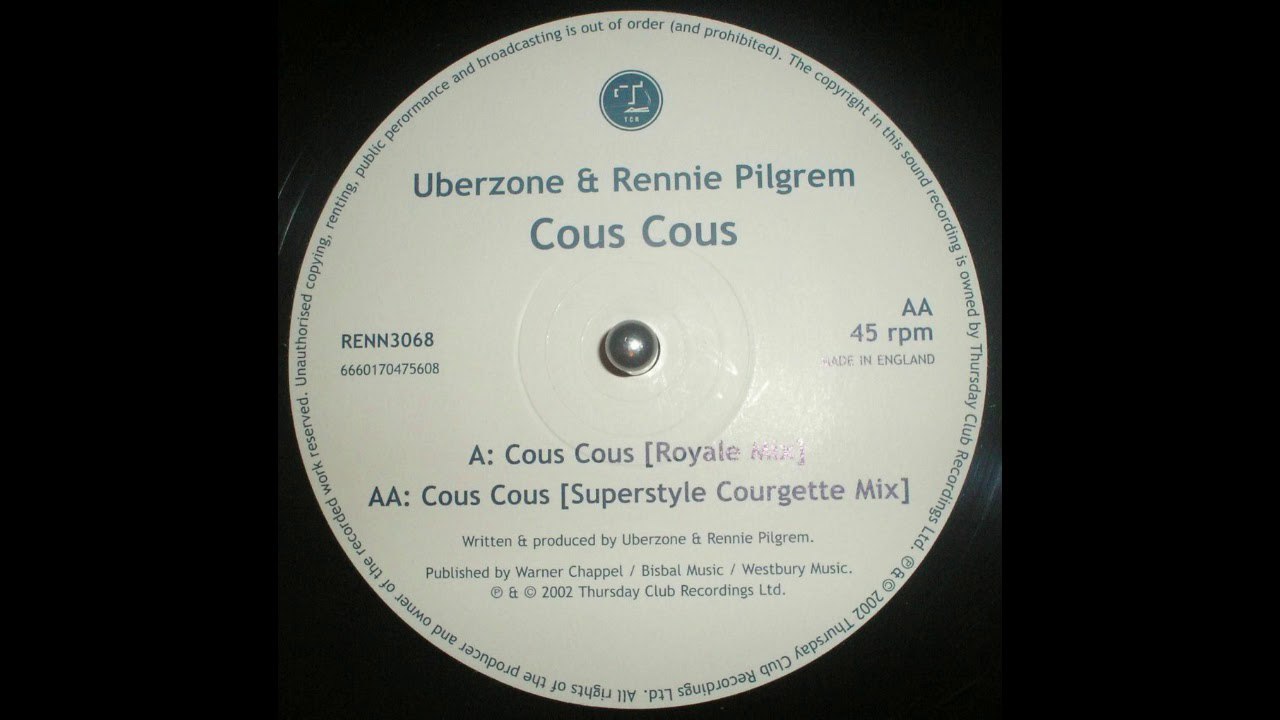 TCR
Uberzone & Rennie Pilgrem
Cous Cous
AA
45 rpm
MADE IN ENGLAND
RENN3068
6660170475608
A: Cous Cous [Royale Mix]
AA: Cous Cous [Superstyle Courgette Mix]
Written & produced by Uberzone & Rennie Pilgrem.
Published by Warner Chappel / Bisbal Music / Westbury Music.
℗ & © 2002 Thursday Club Recordings Ltd.
All rights of the producer and owner of the recorded work reserved. Unauthorised copying, renting, public perormance and broadcasting is out of order (and prohibited). The copyright in this sound recording is owned by Thursday Club Recordings Ltd. ℗ & © 2002 Thursday Club Recordings Ltd.